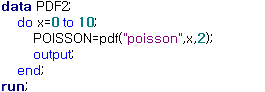 data PDF2;
do x=0 to 10;
POISSON=pdf("poisson",x,2);
output;
end;
run;